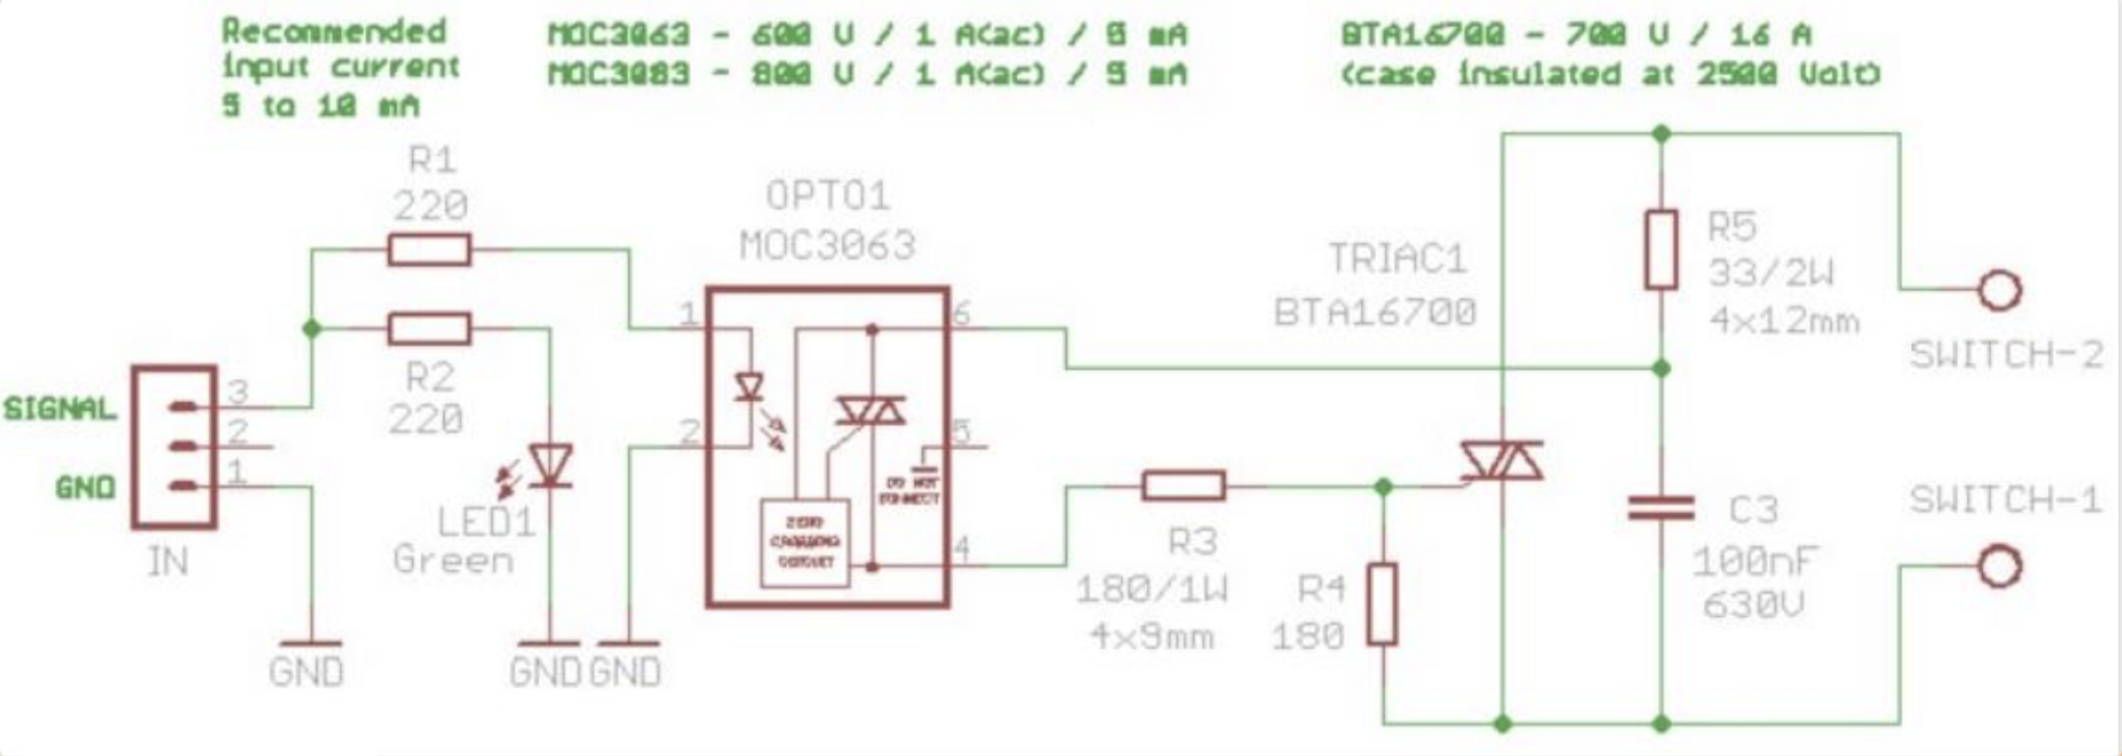 Recommended
input current
5 to 10 mA
MOC3063 - 600 V / 1 A(ac) / 5 mA
MOC3083 - 800 V / 1 A(ac) / 5 mA
BTA16700 - 700 V / 16 A
(case insulated at 2500 Volt)
R1
220
OPTO1
MOC3063
TRIAC1
BTA16700
R5
33/2W
4x12mm
SWITCH-2
1
6
R2
220
SIGNAL
3
2
GND
1
IN
2
5
DO NOT
CONNECT
LED1
Green
ZERO
CROSSING
CIRCUIT
4
R3
180/1W
4x9mm
R4
180
C3
100nF
630V
SWITCH-1
GND
GND
GND